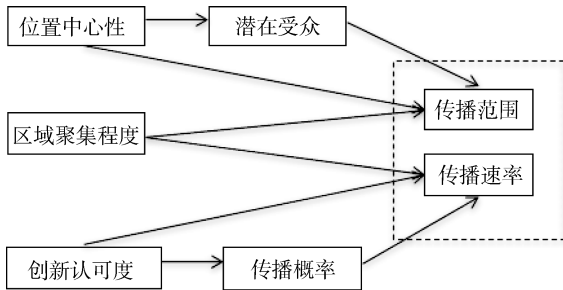 位置中心性
潜在受众
传播范围
区域聚集程度
传播速率
创新认可度
传播概率